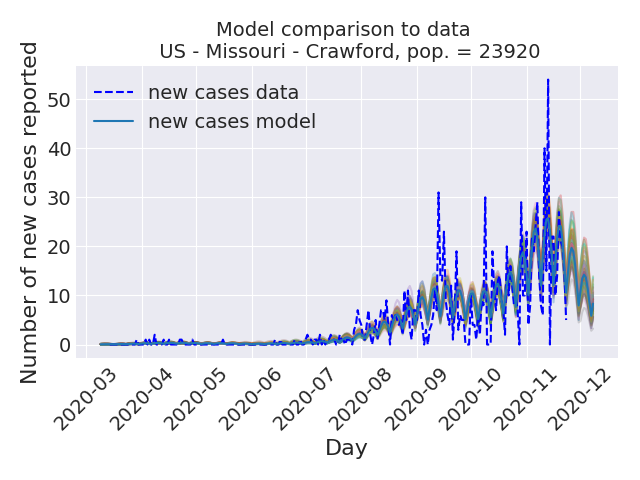 Model comparison to data
US - Missouri - Crawford, pop. = 23920
Number of new cases reported
50
40
30
20
10
0
new cases data
new cases model
2020-03
2020-04
2020-05
2020-06
2020-07
2020-08
2020-09
2020-10
2020-11
2020-12
Day